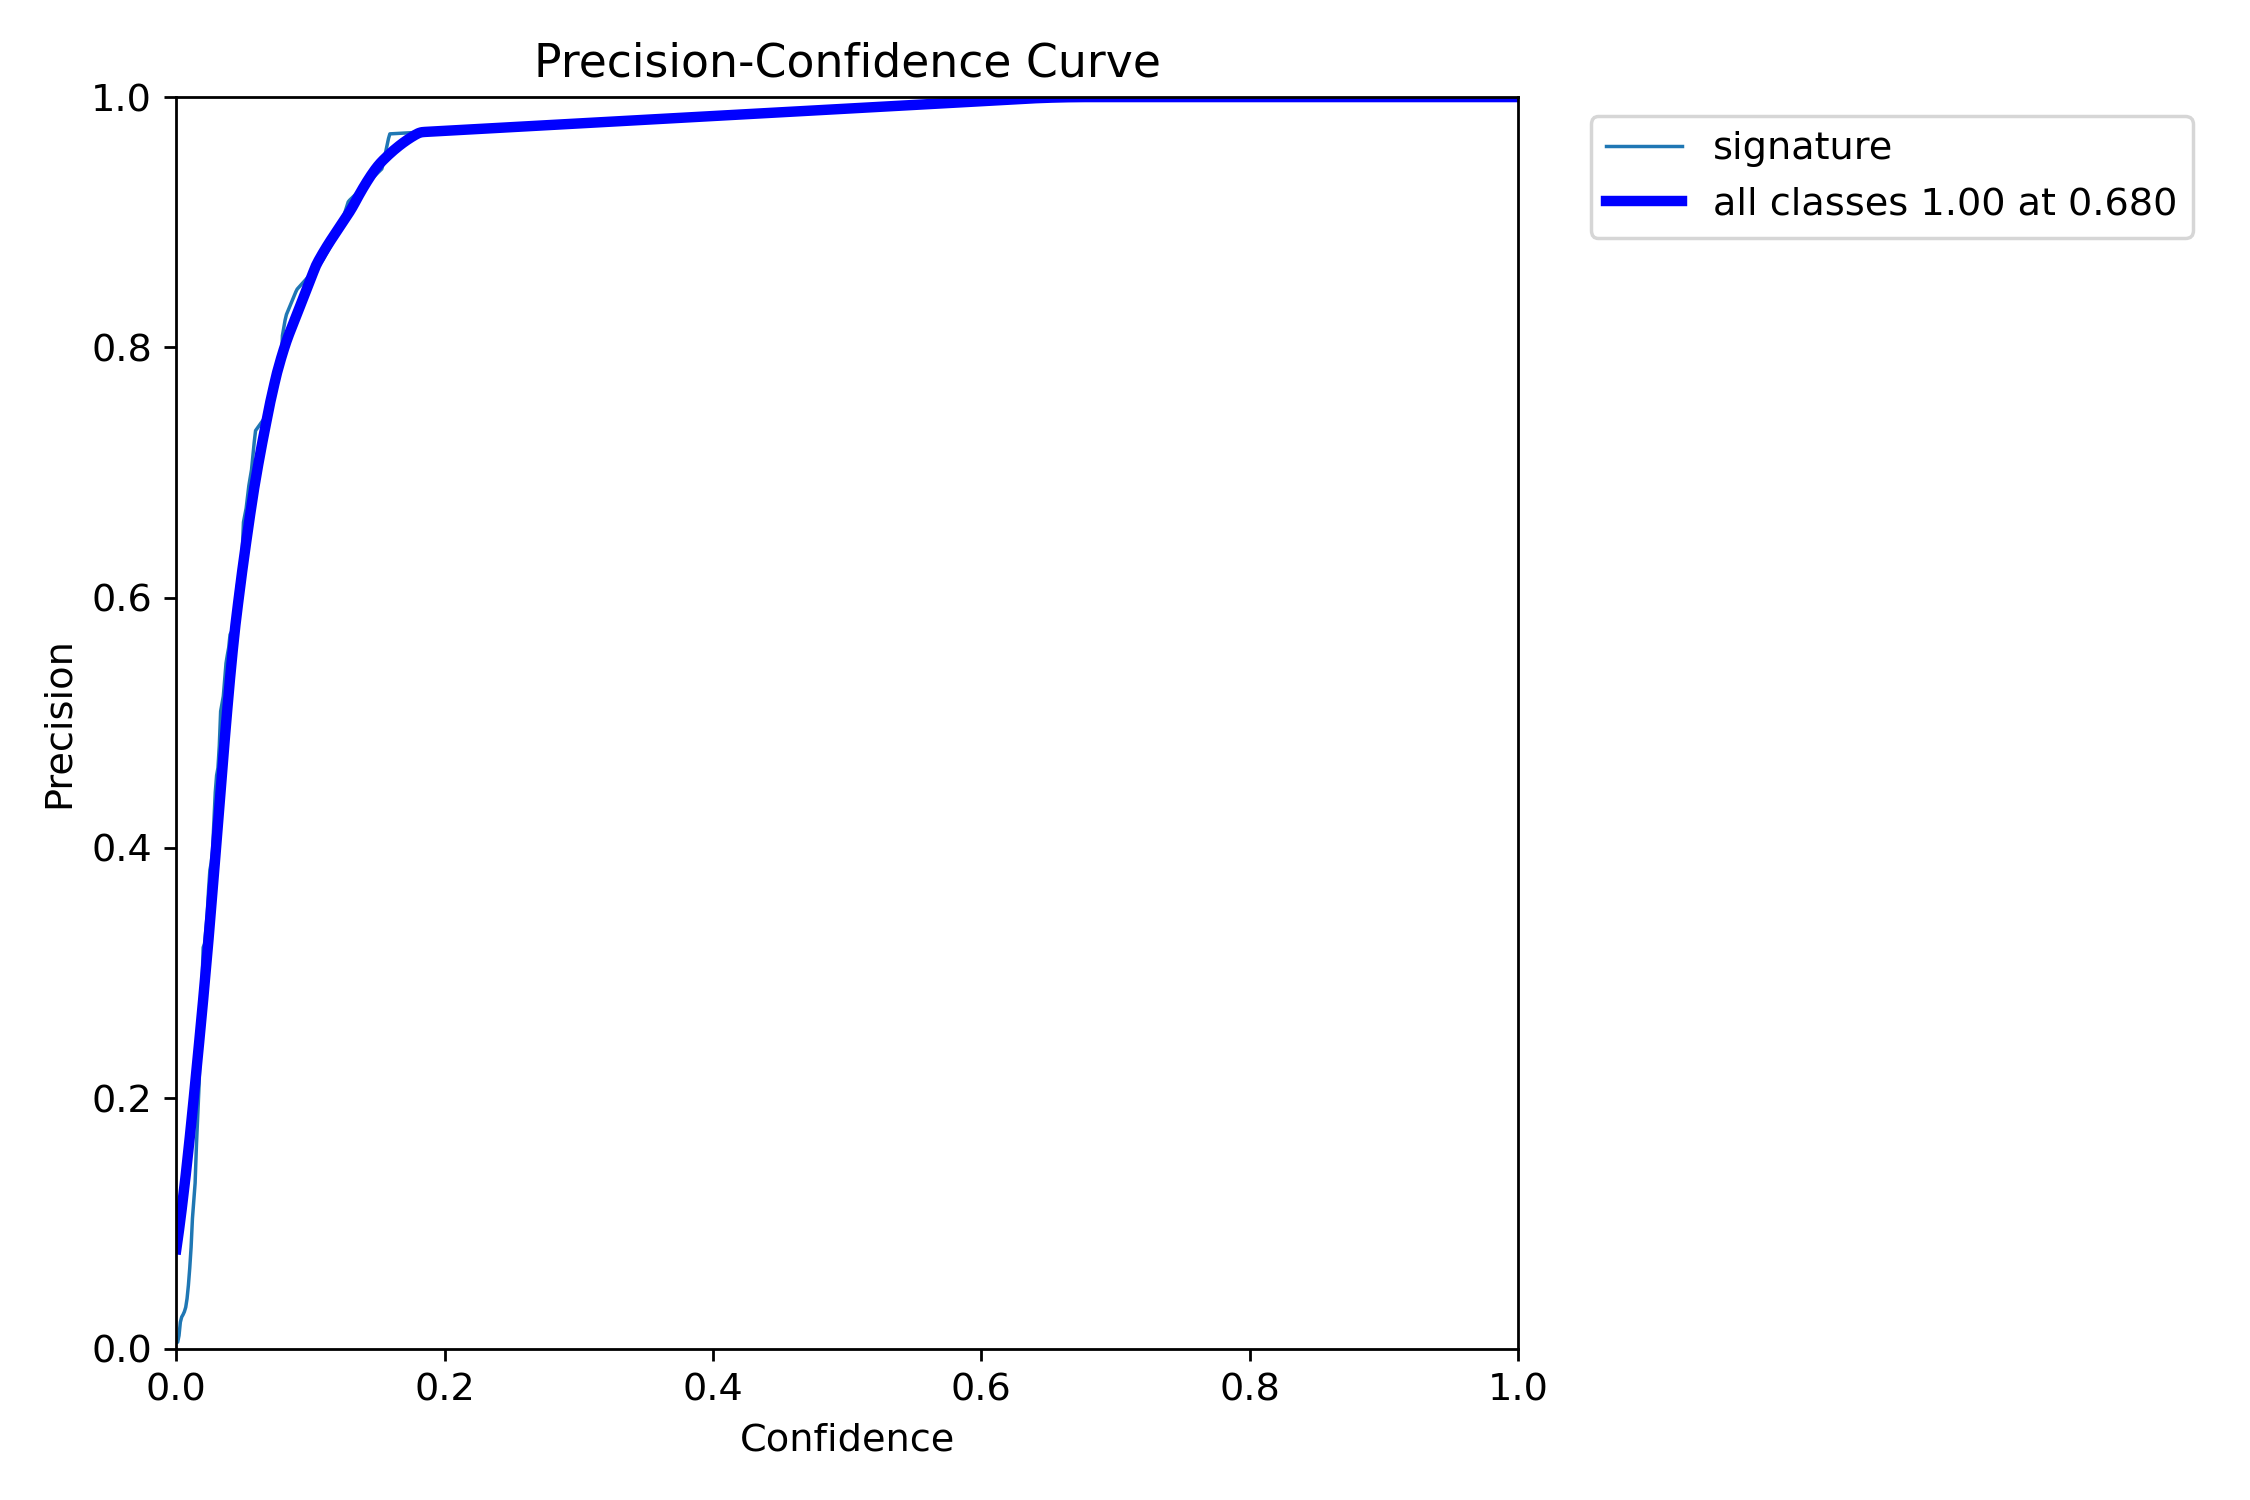 Precision-Confidence Curve
1.0
0.8
0.6
0.4
0.2
0.0
Precision
0.0 0.2 0.4 0.6 0.8 1.0
Confidence
signature
all classes 1.00 at 0.680